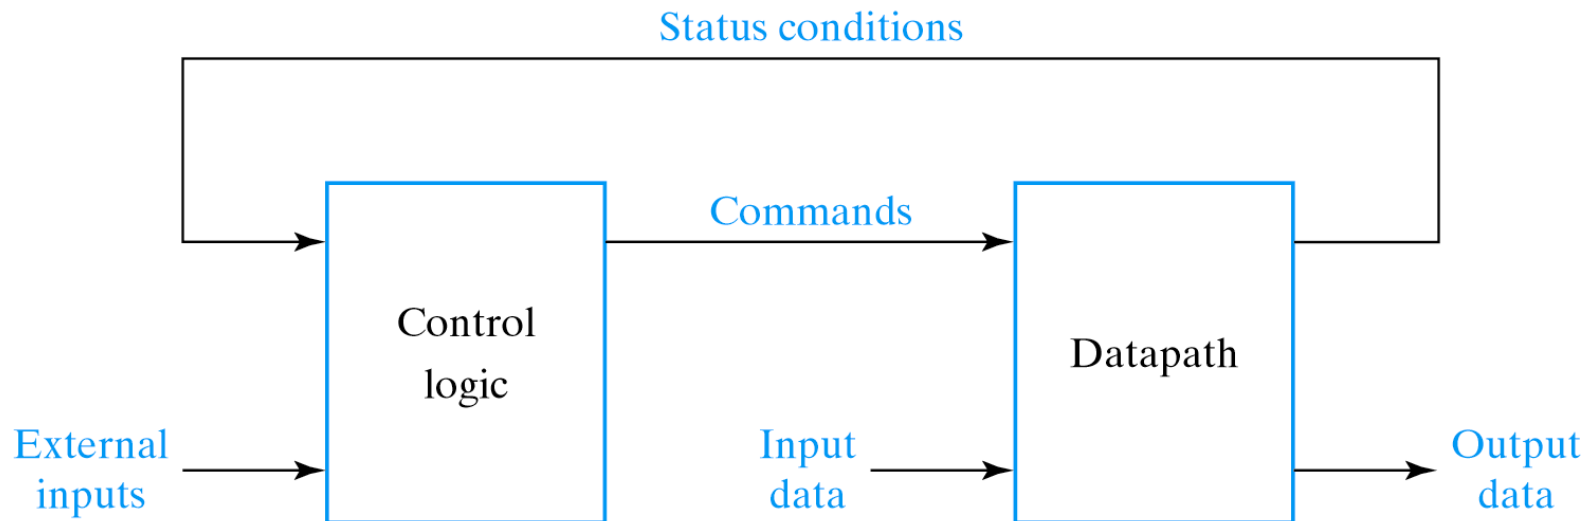 Status conditions
Commands
Control
logic
Datapath
External
inputs
Input
data
Output
data